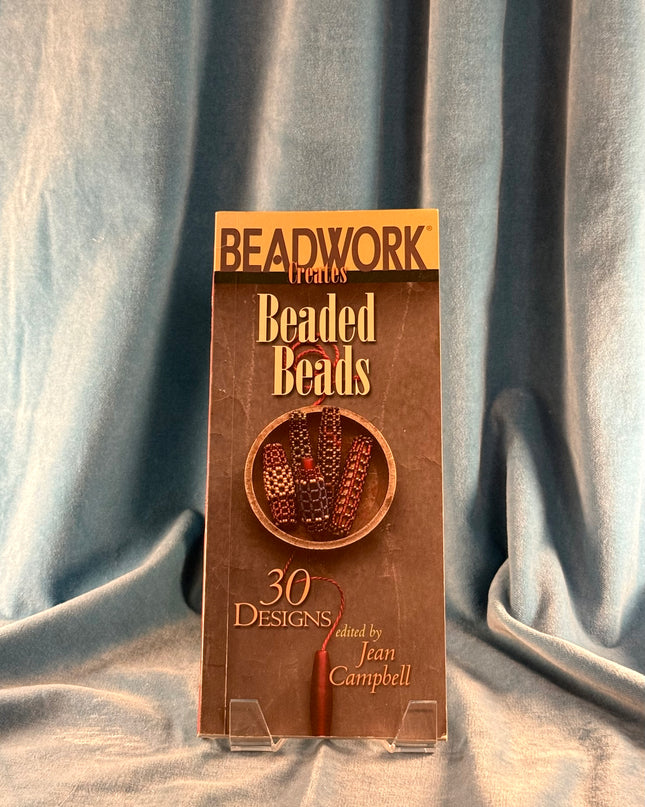 BEADWORK®
Creates
Beaded
Beads
30
DESIGNS
edited by
Jean
Campbell